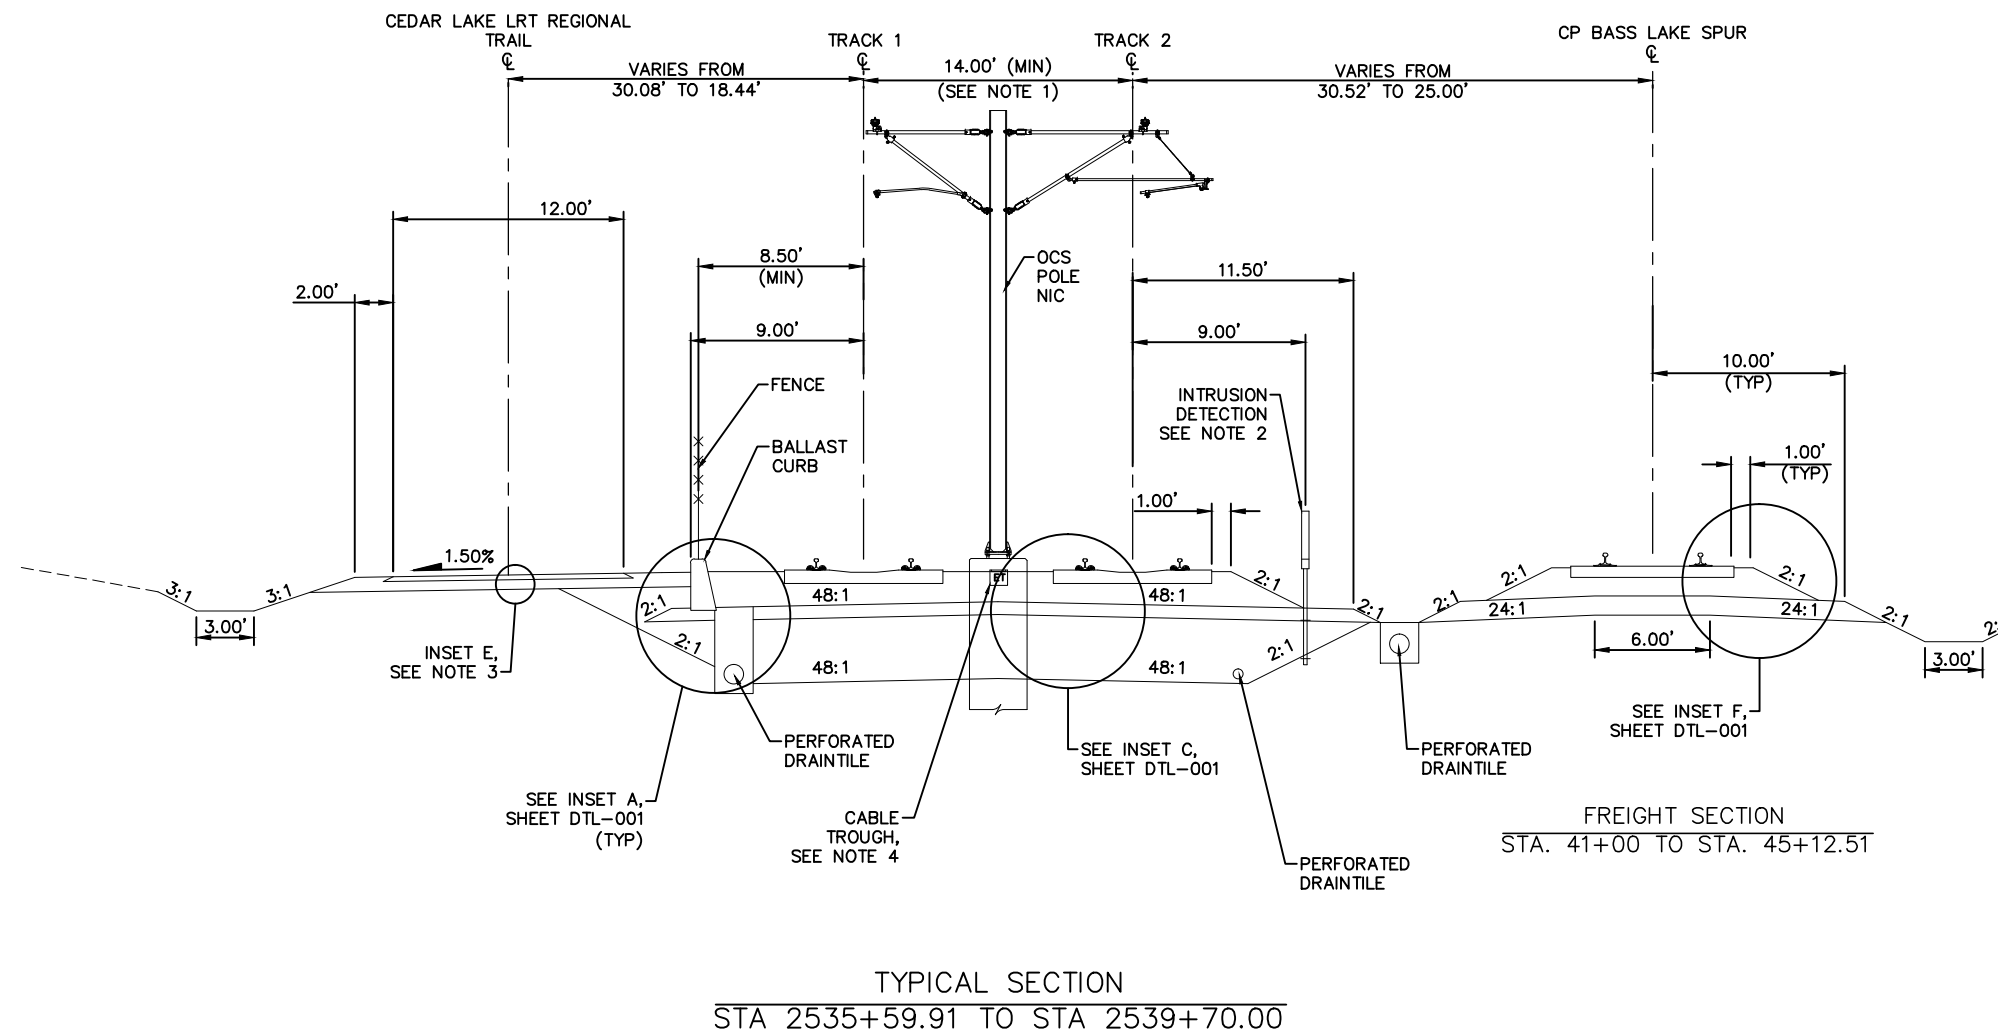 CEDAR LAKE LRT REGIONAL
TRAIL
℄
TRACK 1
℄
TRACK 2
℄
CP BASS LAKE SPUR
℄
VARIES FROM
30.08' TO 18.44'
14.00' (MIN)
(SEE NOTE 1)
VARIES FROM
30.52' TO 25.00'
12.00'
2.00'
8.50'
(MIN)
9.00'
OCS
POLE
NIC
11.50'
9.00'
10.00'
(TYP)
FENCE
BALLAST
CURB
INTRUSION
DETECTION
SEE NOTE 2
1.00'
(TYP)
1.00'
1.50%
3:1
3:1
3.00'
2:1
2:1
48:1
ET
48:1
2:1
48:1
48:1
2:1
2:1
2:1
24:1
2:1
24:1
2:1
6.00'
3.00'
INSET E,
SEE NOTE 3
PERFORATED
DRAINTILE
SEE INSET C,
SHEET DTL-001
PERFORATED
DRAINTILE
SEE INSET F,
SHEET DTL-001
SEE INSET A,
SHEET DTL-001
(TYP)
CABLE
TROUGH,
SEE NOTE 4
PERFORATED
DRAINTILE
FREIGHT SECTION
STA. 41+00 TO STA. 45+12.51
TYPICAL SECTION
STA 2535+59.91 TO STA 2539+70.00